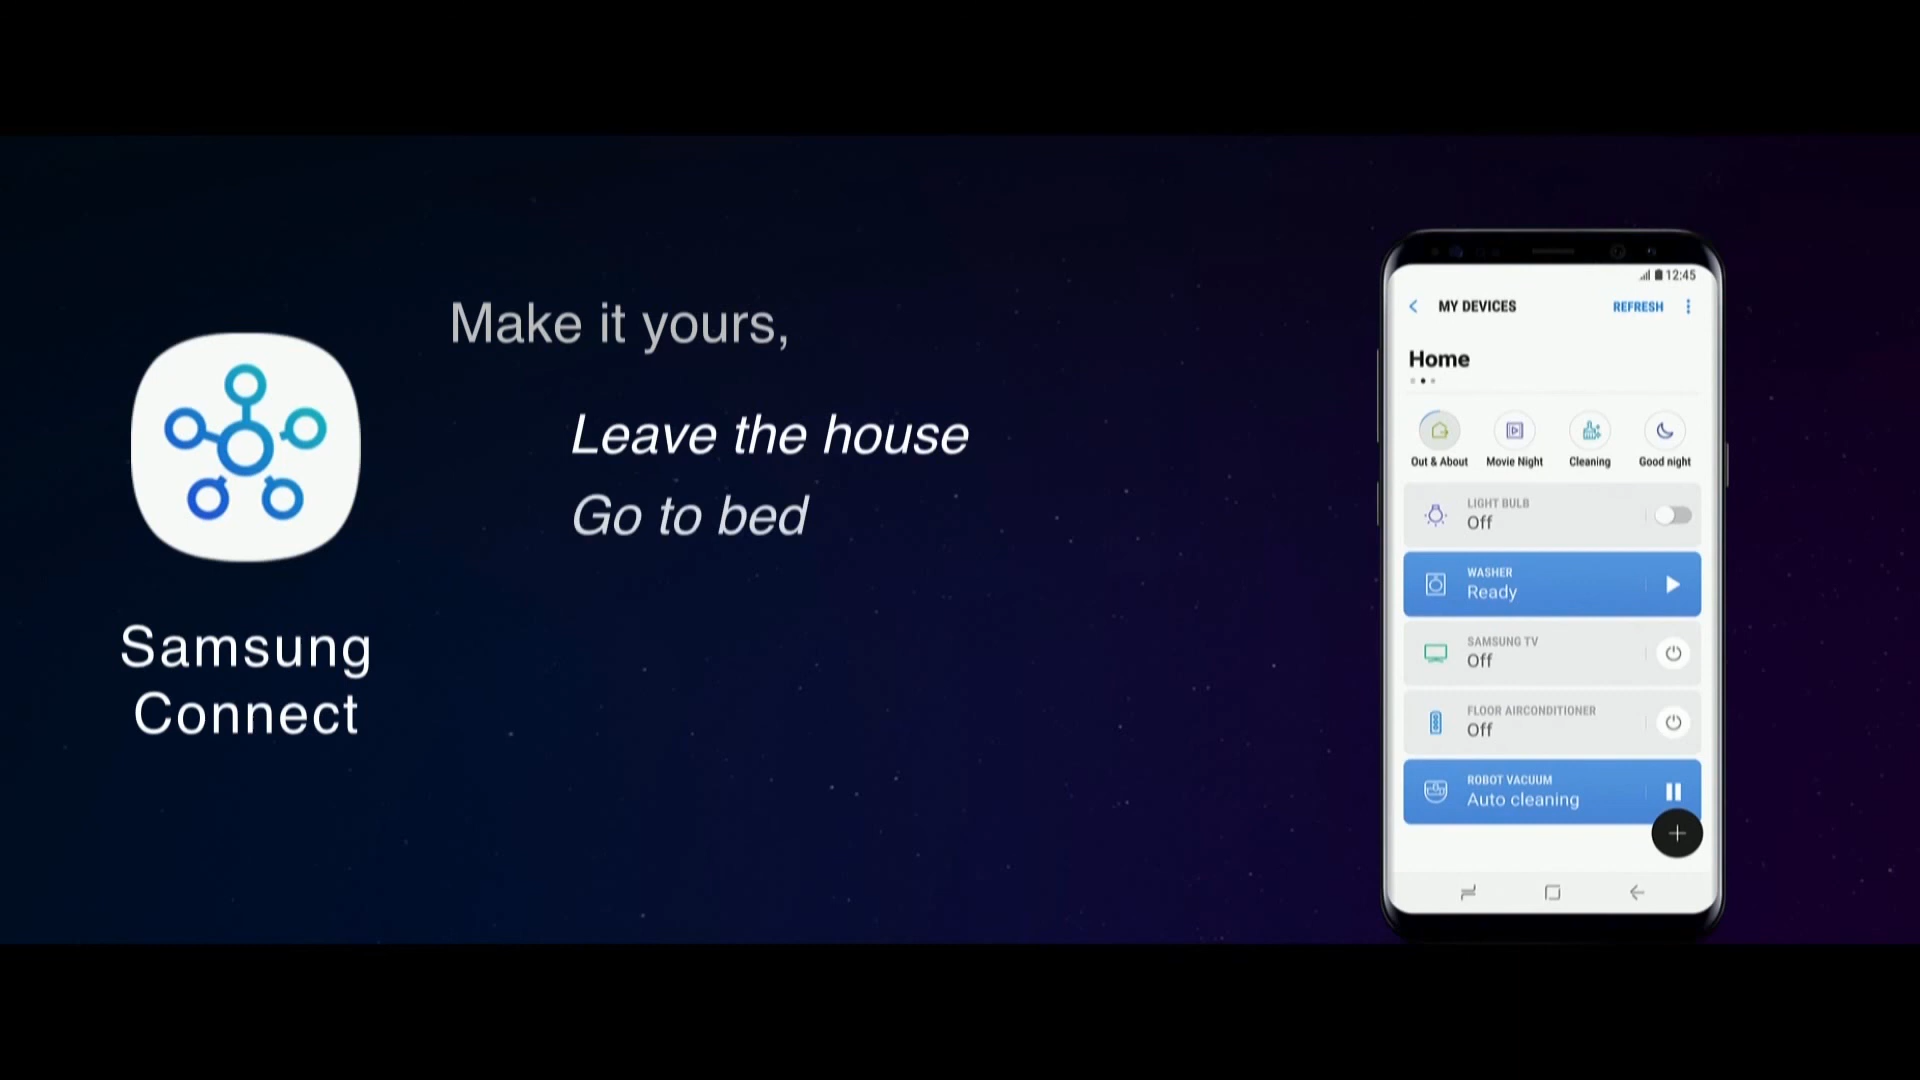 Make it yours,
Leave the house
Go to bed
Samsung
Connect
12:45
MY DEVICES
REFRESH
Home
Out & About
Movie Night
Cleaning
Good night
LIGHT BULB
Off
WASHER
Ready
SAMSUNG TV
Off
FLOOR AIRCONDITIONER
Off
ROBOT VACUUM
Auto cleaning